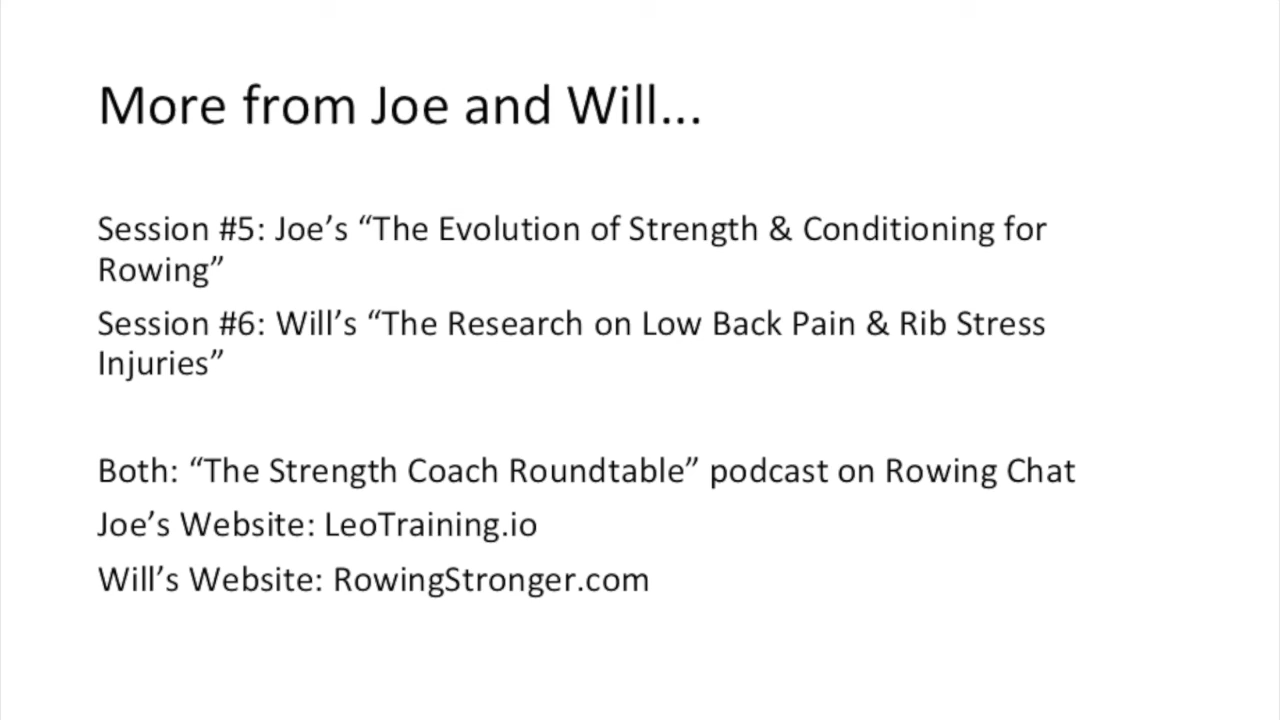 More from Joe and Will...
Session #5: Joe’s “The Evolution of Strength & Conditioning for
Rowing”
Session #6: Will’s “The Research on Low Back Pain & Rib Stress
Injuries”
Both: “The Strength Coach Roundtable” podcast on Rowing Chat
Joe’s Website: LeoTraining.io
Will’s Website: RowingStronger.com